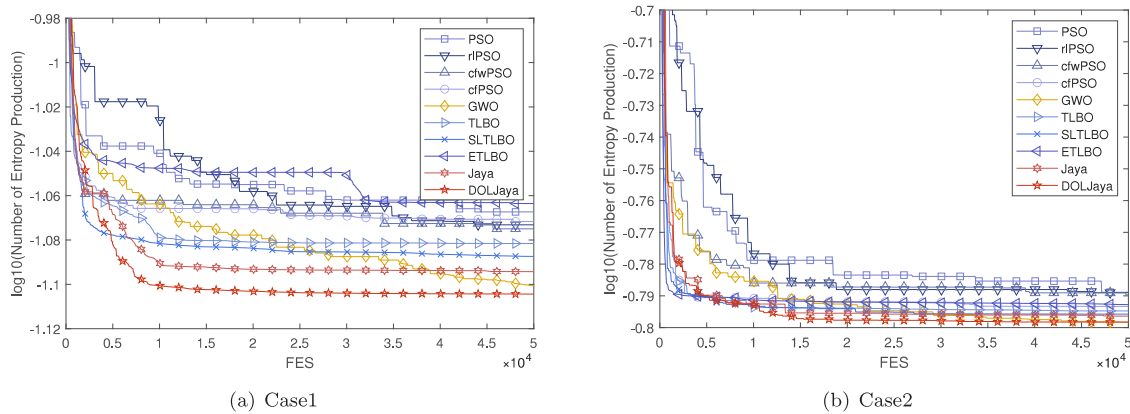 -0.98
-1
-1.02
-1.04
-1.06
-1.08
-1.1
-1.12
log10(Number of Entropy Production)
0
0.5
1
1.5
2
2.5
3
3.5
4
4.5
5
×10⁴
FES
PSO
rlPSO
cfwPSO
cfPSO
GWO
TLBO
SLTLBO
ETLBO
Jaya
DOLJaya
(a) Case1
-0.7
-0.71
-0.72
-0.73
-0.74
-0.75
-0.76
-0.77
-0.78
-0.79
-0.8
log10(Number of Entropy Production)
0
0.5
1
1.5
2
2.5
3
3.5
4
4.5
5
×10⁴
FES
PSO
rlPSO
cfwPSO
cfPSO
GWO
TLBO
SLTLBO
ETLBO
Jaya
DOLJaya
(b) Case2